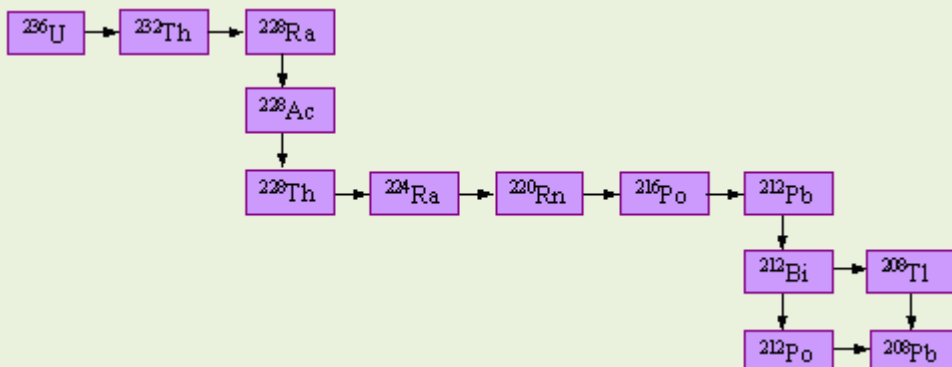 ²³⁶U ²³²Th ²²⁸Ra
²²⁸Ac
²²⁸Th ²²⁴Ra ²²⁰Rn ²¹⁶Po ²¹²Pb
²¹²Bi ²⁰⁸Tl
²¹²Po ²⁰⁸Pb